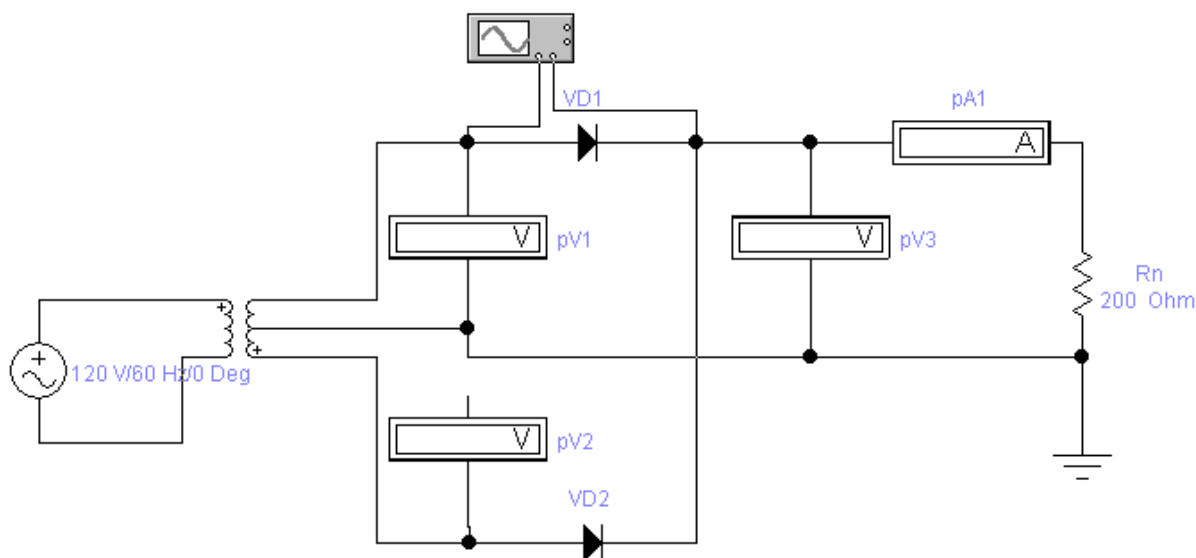 VD1
pA1
A
V
pV1
V
pV3
Rn
200 Ohm
120 V/60 Hz/0 Deg
V
pV2
VD2